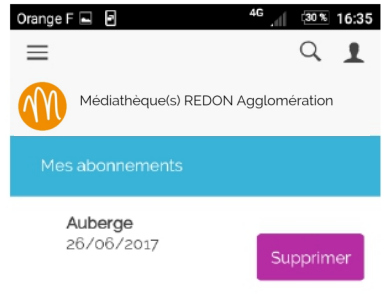 Orange F 4G 30 % 16:35
Médiathèque(s) REDON Agglomération
Mes abonnements
Auberge
26/06/2017
Supprimer